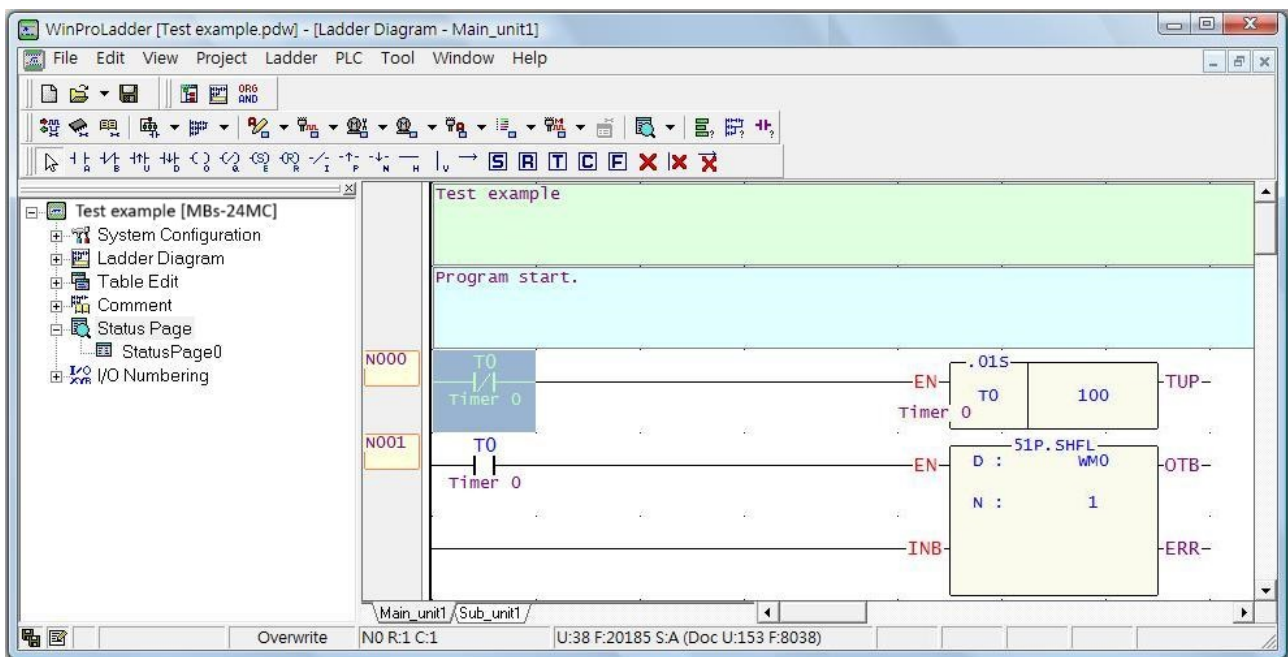 WinProLadder [Test example.pdw] - [Ladder Diagram - Main_unit1]
File Edit View Project Ladder PLC Tool Window Help
ORG
AND
A B U D Q E R I P N H V S R T C F
Test example [MBs-24MC]
System Configuration
Ladder Diagram
Table Edit
Comment
Status Page
StatusPage0
I/O Numbering
Test example
Program start.
N000
T0
Timer 0
EN
.01S
T0 100
TUP
Timer 0
N001
T0
Timer 0
EN
51P.SHFL
D : WM0
OTB
N : 1
INB
ERR
Main_unit1 Sub_unit1
Overwrite N0 R:1 C:1 U:38 F:20185 S:A (Doc U:153 F:8038)